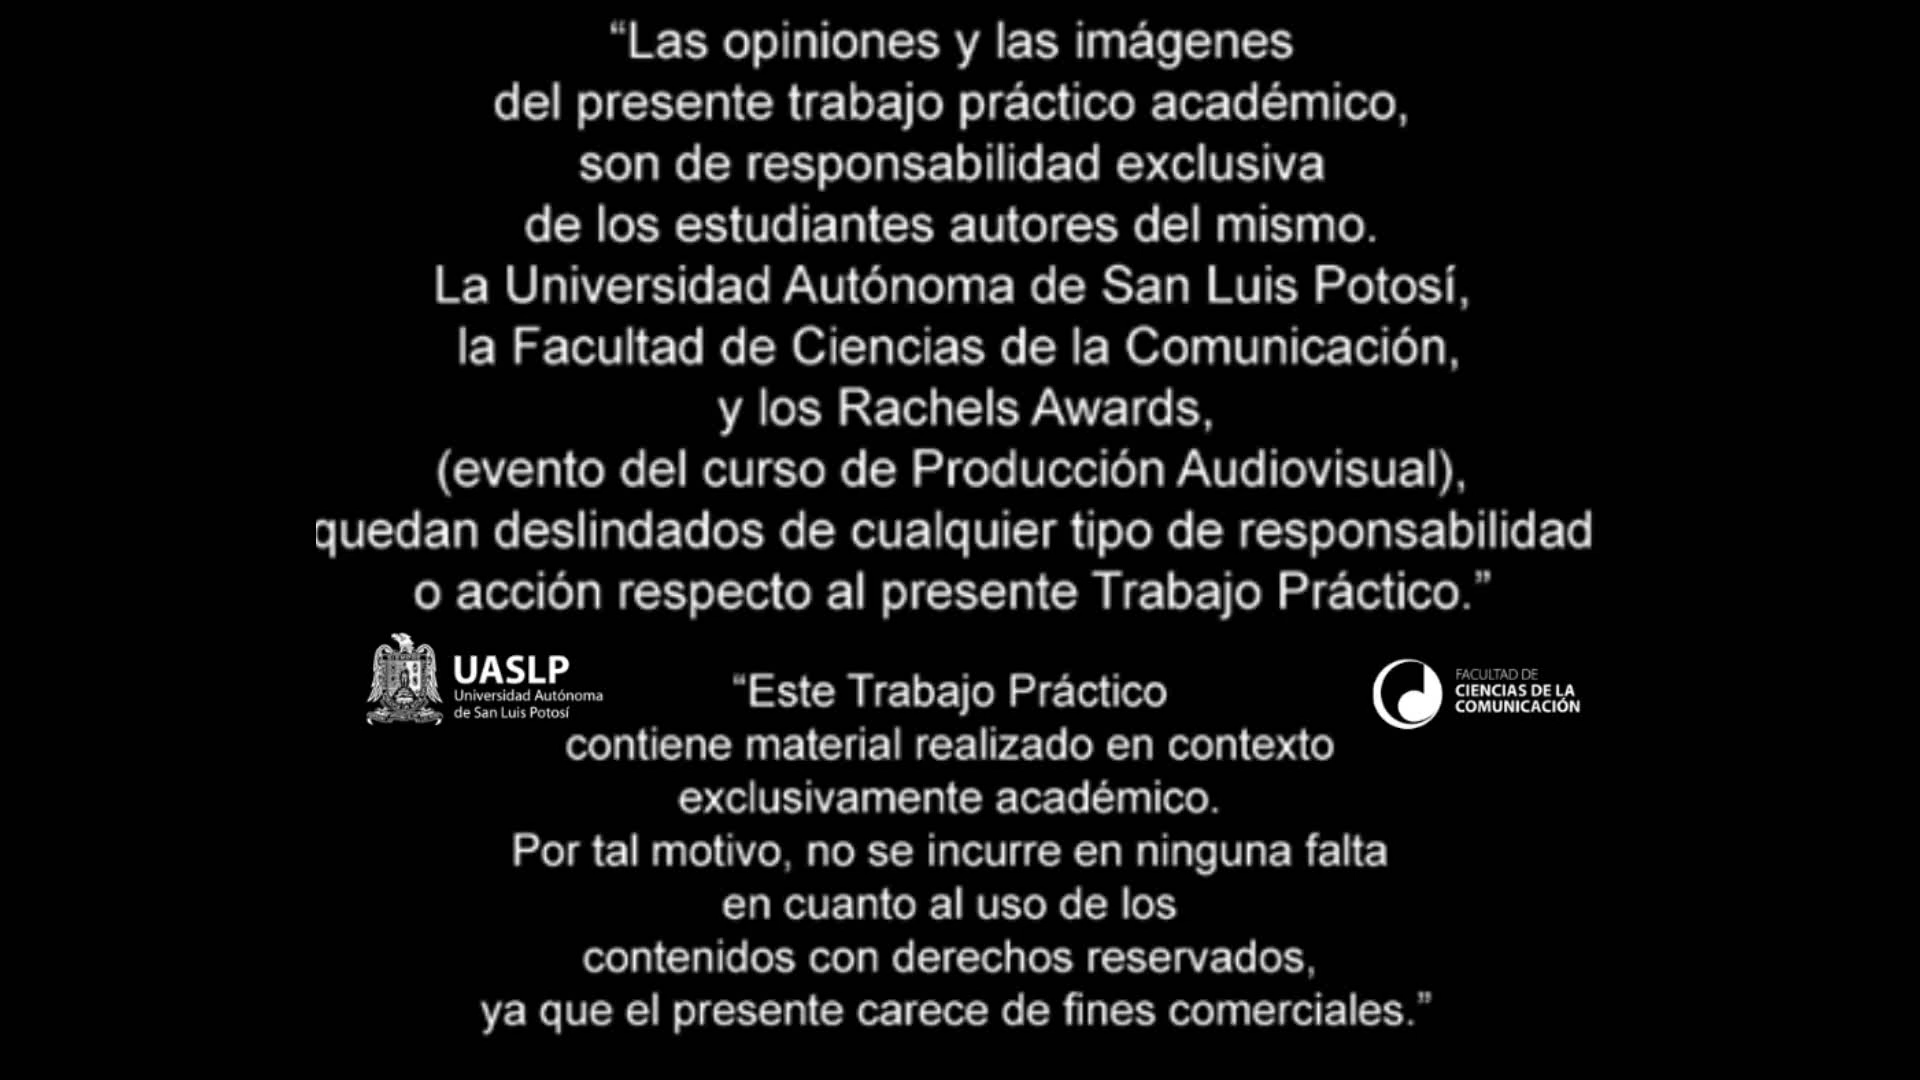 “Las opiniones y las imágenes
del presente trabajo práctico académico,
son de responsabilidad exclusiva
de los estudiantes autores del mismo.
La Universidad Autónoma de San Luis Potosí,
la Facultad de Ciencias de la Comunicación,
y los Rachels Awards,
(evento del curso de Producción Audiovisual),
quedan deslindados de cualquier tipo de responsabilidad
o acción respecto al presente Trabajo Práctico.”
UASLP
Universidad Autónoma
de San Luis Potosí
“Este Trabajo Práctico
contiene material realizado en contexto
exclusivamente académico.
Por tal motivo, no se incurre en ninguna falta
en cuanto al uso de los
contenidos con derechos reservados,
ya que el presente carece de fines comerciales.”
FACULTAD DE
CIENCIAS DE LA
COMUNICACIÓN